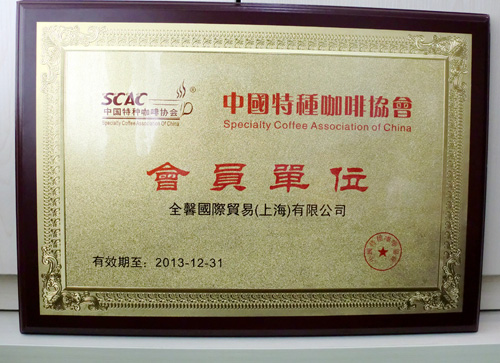 SCAC®
中国特种咖啡协会
Specialty Coffee Association Of China
中國特種咖啡協會
Specialty Coffee Association of China
會員單位
全馨國際貿易(上海)有限公司
有效期至：2013-12-31